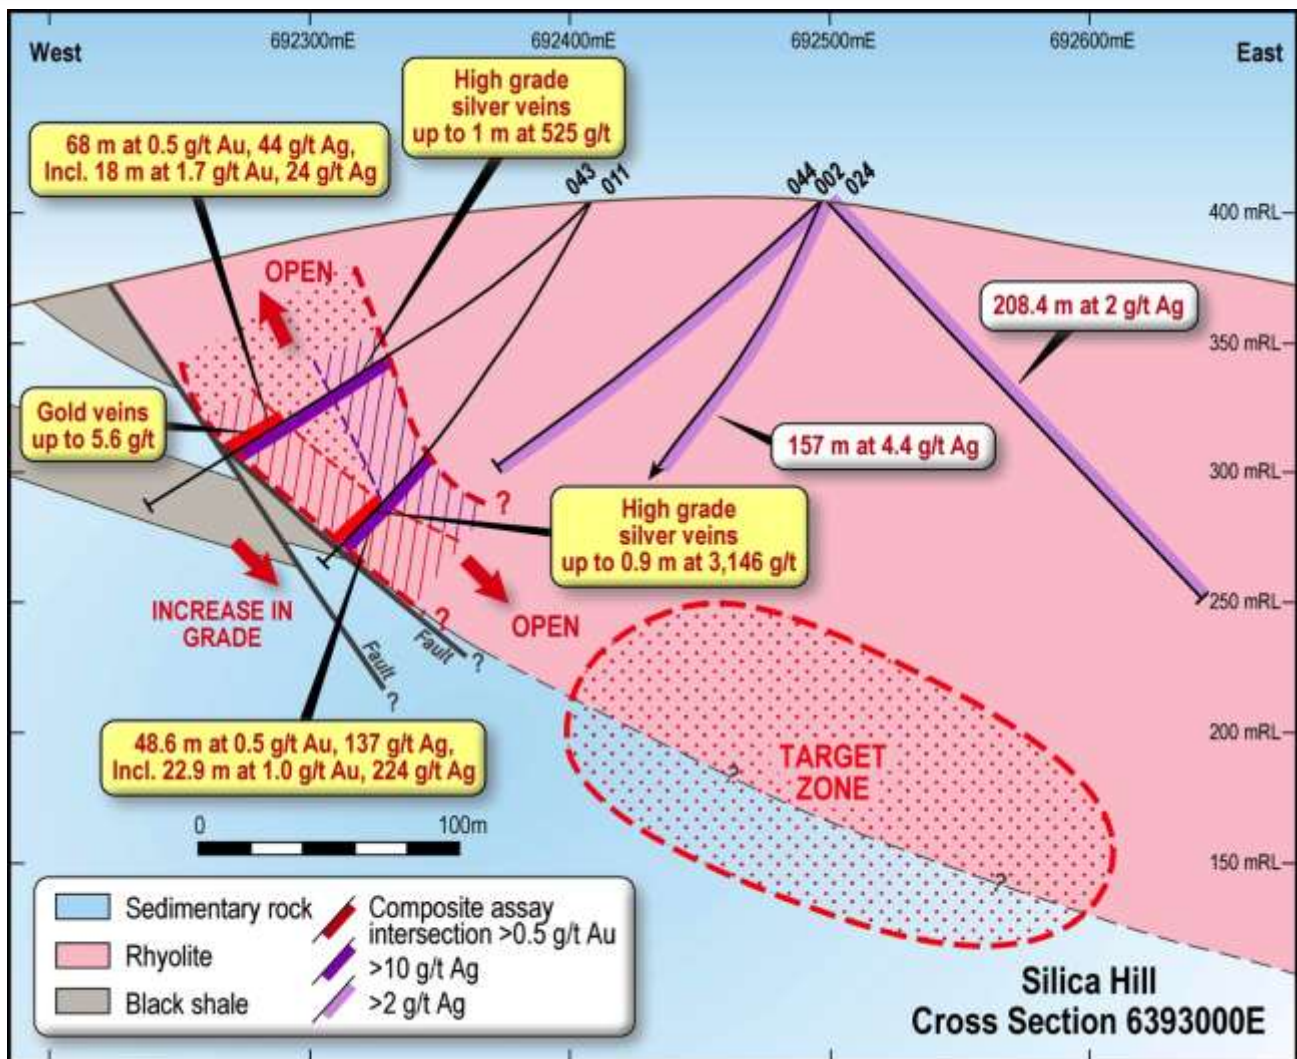 692300mE
692400mE
692500mE
692600mE
West
East
High grade
silver veins
up to 1 m at 525 g/t
68 m at 0.5 g/t Au, 44 g/t Ag,
Incl. 18 m at 1.7 g/t Au, 24 g/t Ag
043
011
044
002
024
400 mRL
OPEN
208.4 m at 2 g/t Ag
350 mRL
Gold veins
up to 5.6 g/t
157 m at 4.4 g/t Ag
300 mRL
?
High grade
silver veins
up to 0.9 m at 3,146 g/t
INCREASE IN
GRADE
OPEN
250 mRL
?
Fault
?
Fault
?
48.6 m at 0.5 g/t Au, 137 g/t Ag,
Incl. 22.9 m at 1.0 g/t Au, 224 g/t Ag
200 mRL
TARGET
ZONE
?
?
150 mRL
0
100m
Sedimentary rock
Rhyolite
Black shale
Composite assay
intersection >0.5 g/t Au
>10 g/t Ag
>2 g/t Ag
Silica Hill
Cross Section 6393000E